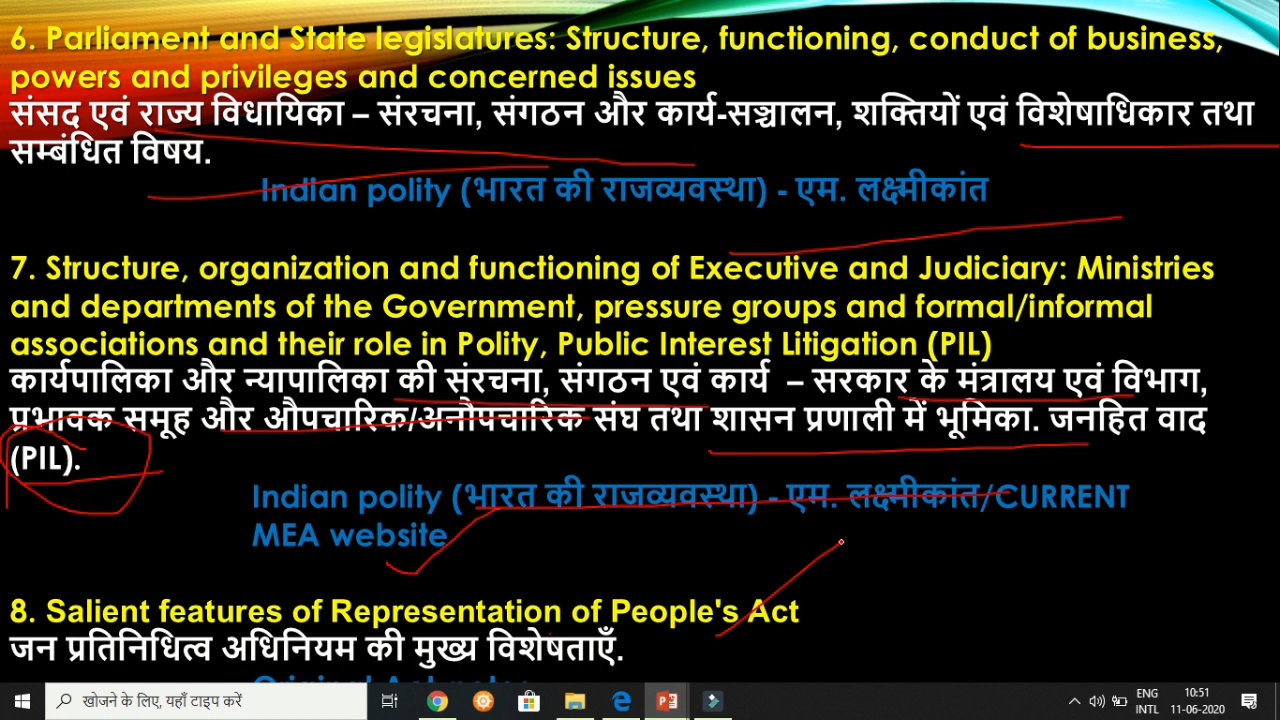 6. Parliament and State legislatures: Structure, functioning, conduct of business,
powers and privileges and concerned issues
संसद एवं राज्य विधायिका – संरचना, संगठन और कार्य-सञ्चालन, शक्तियों एवं विशेषाधिकार तथा
सम्बंधित विषय.
Indian polity (भारत की राजव्यवस्था) - एम. लक्ष्मीकांत
7. Structure, organization and functioning of Executive and Judiciary: Ministries
and departments of the Government, pressure groups and formal/informal
associations and their role in Polity, Public Interest Litigation (PIL)
कार्यपालिका और न्यापालिका की संरचना, संगठन एवं कार्य – सरकार के मंत्रालय एवं विभाग,
प्रभावक समूह और औपचारिक/अनौपचारिक संघ तथा शासन प्रणाली में भूमिका. जनहित वाद
(PIL).
Indian polity (भारत की राजव्यवस्था) - एम. लक्ष्मीकांत/CURRENT
MEA website
8. Salient features of Representation of People's Act
जन प्रतिनिधित्व अधिनियम की मुख्य विशेषताएँ.
खोजने के लिए, यहाँ टाइप करें
ENG 10:51
INTL 11-06-2020